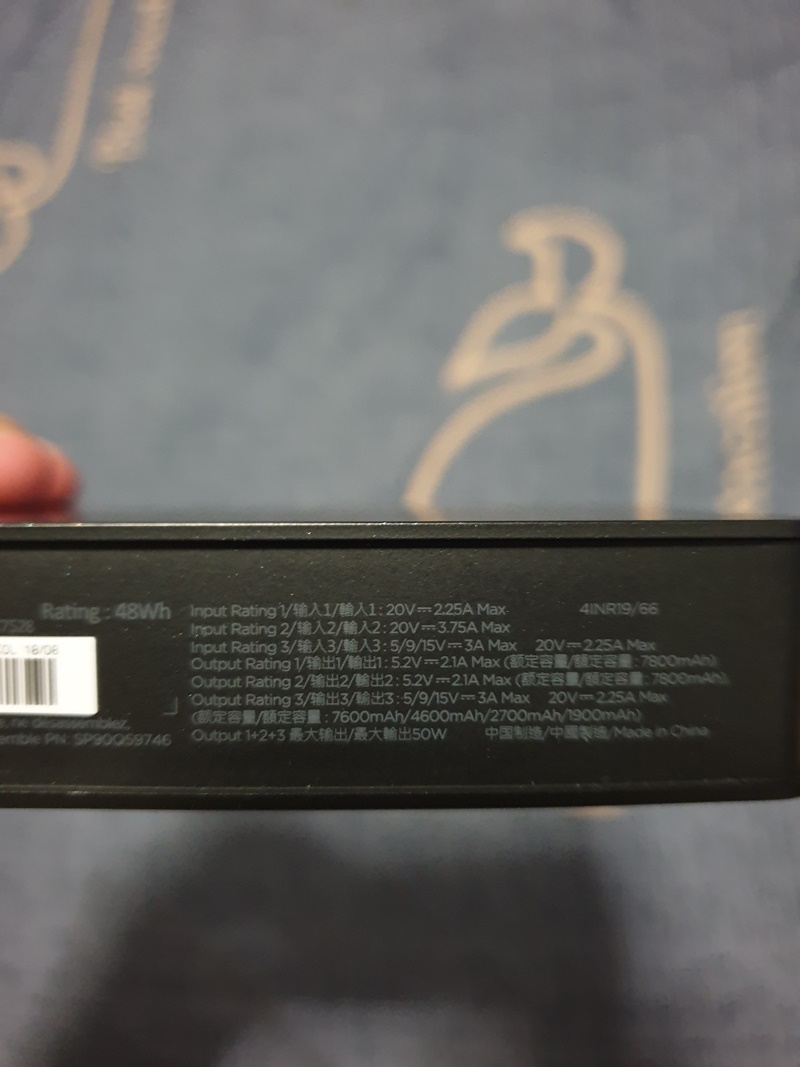 Rating : 48Wh
7528
18/08
ne disassemblez
emble PN: SP90Q59746
Input Rating 1/输入1/輸入1 : 20V⎓2.25A Max
4INR19/66
Input Rating 2/输入2/輸入2 : 20V⎓3.75A Max
Input Rating 3/输入3/輸入3 : 5/9/15V⎓3A Max 20V⎓2.25A Max
Output Rating 1/输出1/輸出1 : 5.2V⎓2.1A Max (额定容量/額定容量 : 7800mAh)
Output Rating 2/输出2/輸出2 : 5.2V⎓2.1A Max (额定容量/額定容量 : 7800mAh)
Output Rating 3/输出3/輸出3 : 5/9/15V⎓3A Max 20V⎓2.25A Max
(额定容量/額定容量 : 7600mAh/4600mAh/2700mAh/1900mAh)
Output 1+2+3 最大输出/最大輸出50W 中国制造/中國製造/Made in China